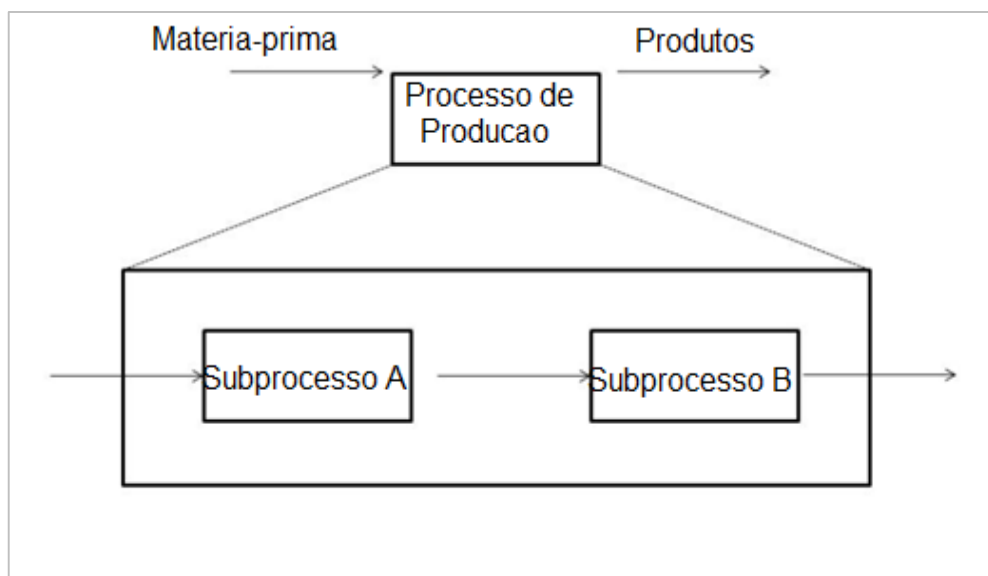 Materia-prima
Produtos
Processo de
Producao
Subprocesso A
Subprocesso B